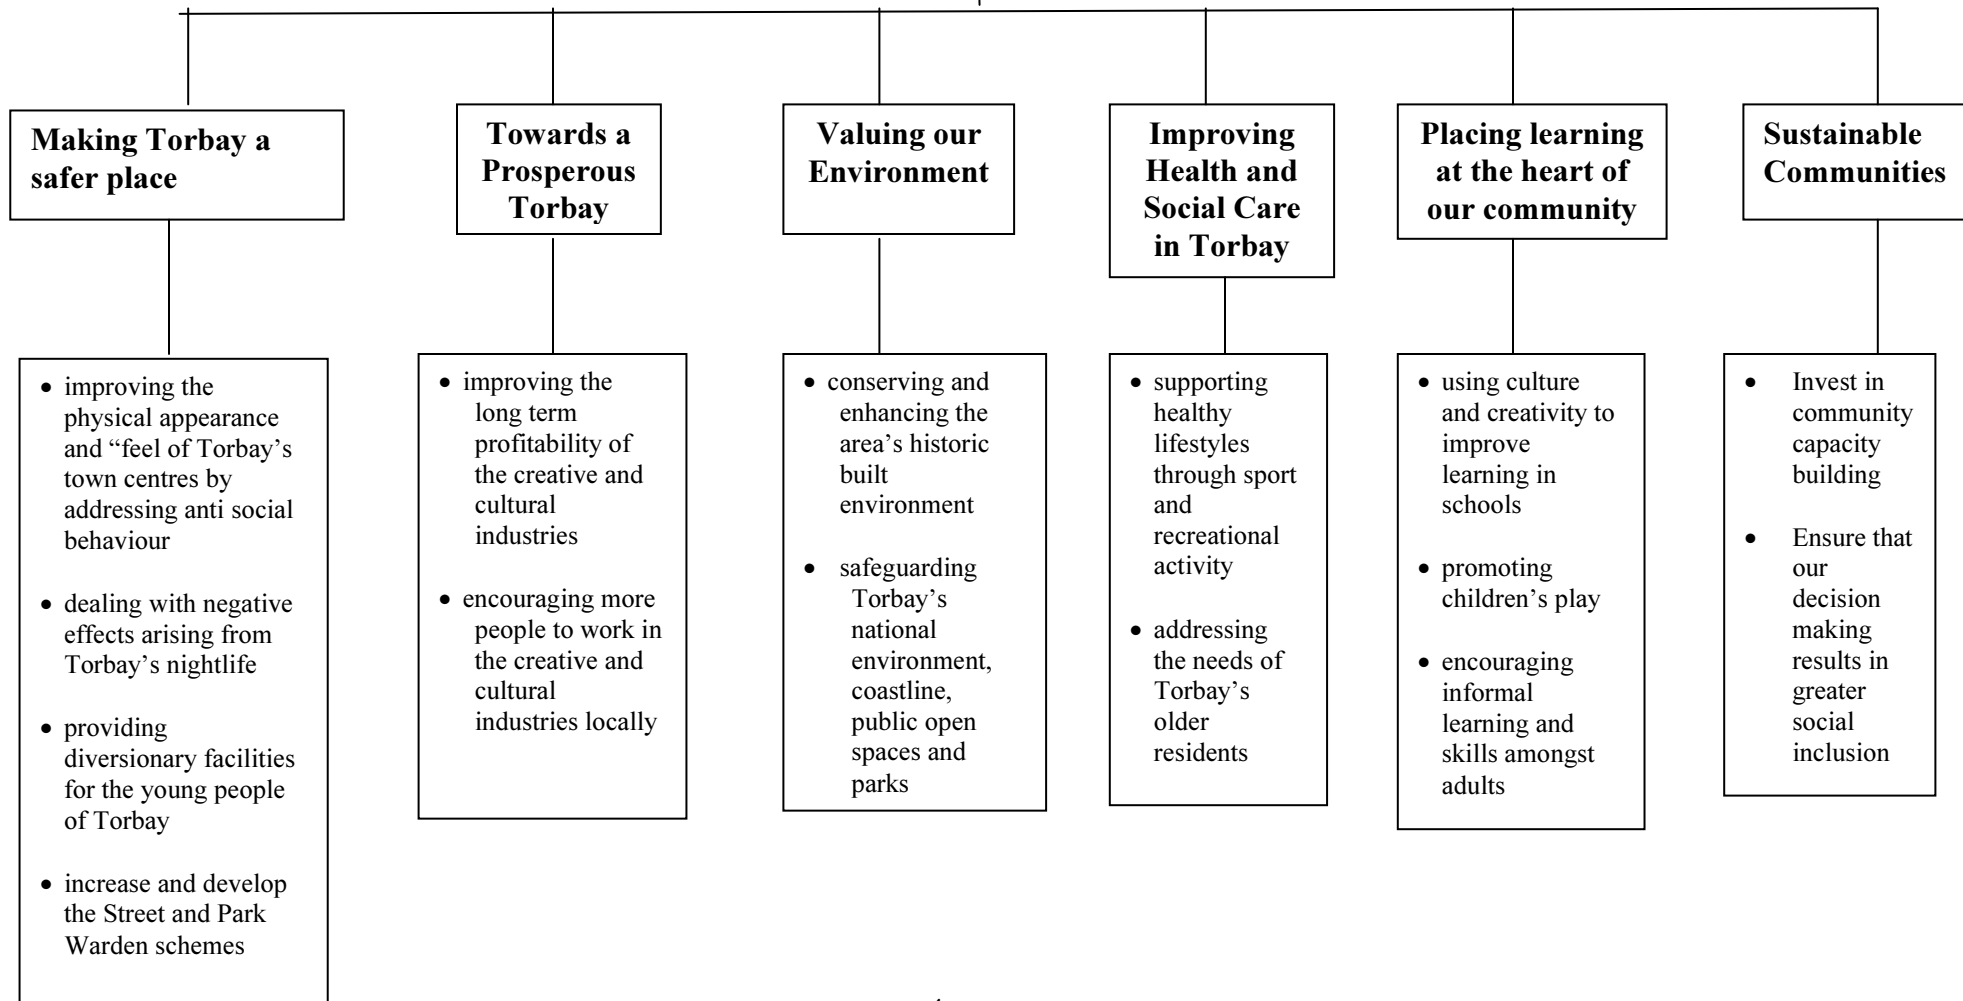 Making Torbay a
safer place
Towards a
Prosperous
Torbay
Valuing our
Environment
Improving
Health and
Social Care
in Torbay
Placing learning
at the heart of
our community
Sustainable
Communities
• improving the
physical appearance
and “feel of Torbay’s
town centres by
addressing anti social
behaviour
• dealing with negative
effects arising from
Torbay’s nightlife
• providing
diversionary facilities
for the young people
of Torbay
• increase and develop
the Street and Park
Warden schemes
• improving the
long term
profitability of
the creative and
cultural
industries
• encouraging more
people to work in
the creative and
cultural
industries locally
• conserving and
enhancing the
area’s historic
built
environment
• safeguarding
Torbay’s
national
environment,
coastline,
public open
spaces and
parks
• supporting
healthy
lifestyles
through sport
and
recreational
activity
• addressing
the needs of
Torbay’s
older
residents
• using culture
and creativity to
improve
learning in
schools
• promoting
children’s play
• encouraging
informal
learning and
skills amongst
adults
• Invest in
community
capacity
building
• Ensure that
our
decision
making
results in
greater
social
inclusion